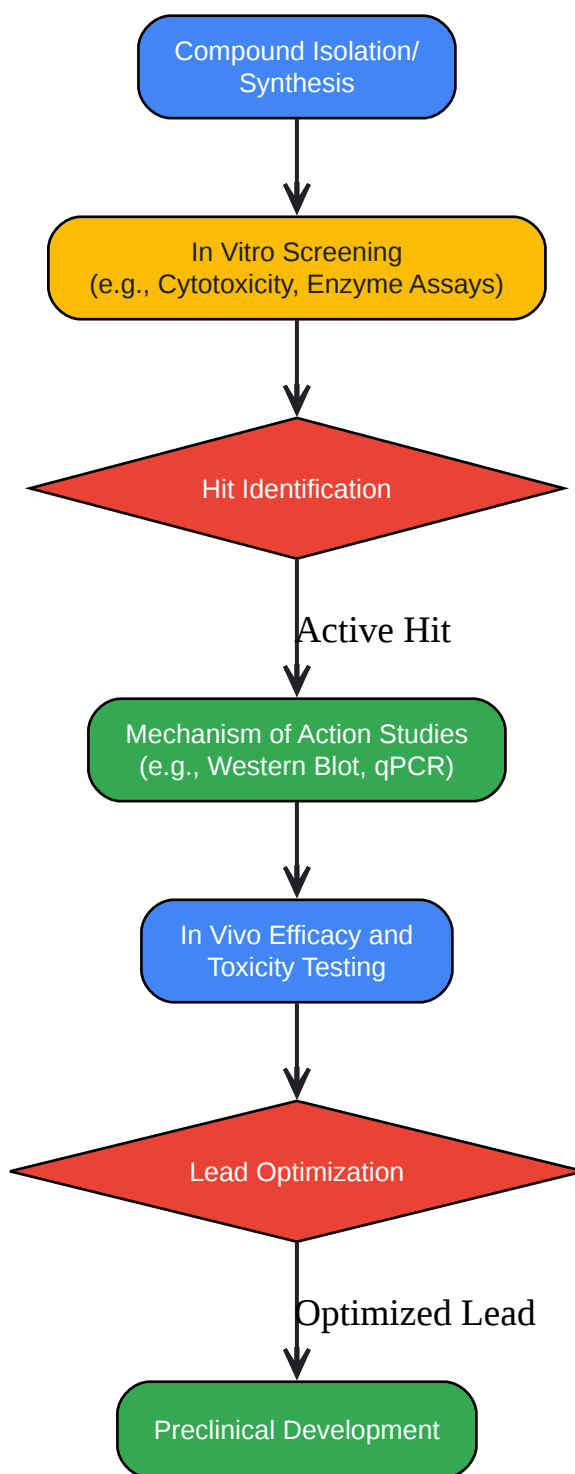 Compound Isolation/
Synthesis
In Vitro Screening
(e.g., Cytotoxicity, Enzyme Assays)
Hit Identification
Active Hit
Mechanism of Action Studies
(e.g., Western Blot, qPCR)
In Vivo Efficacy and
Toxicity Testing
Lead Optimization
Optimized Lead
Preclinical Development